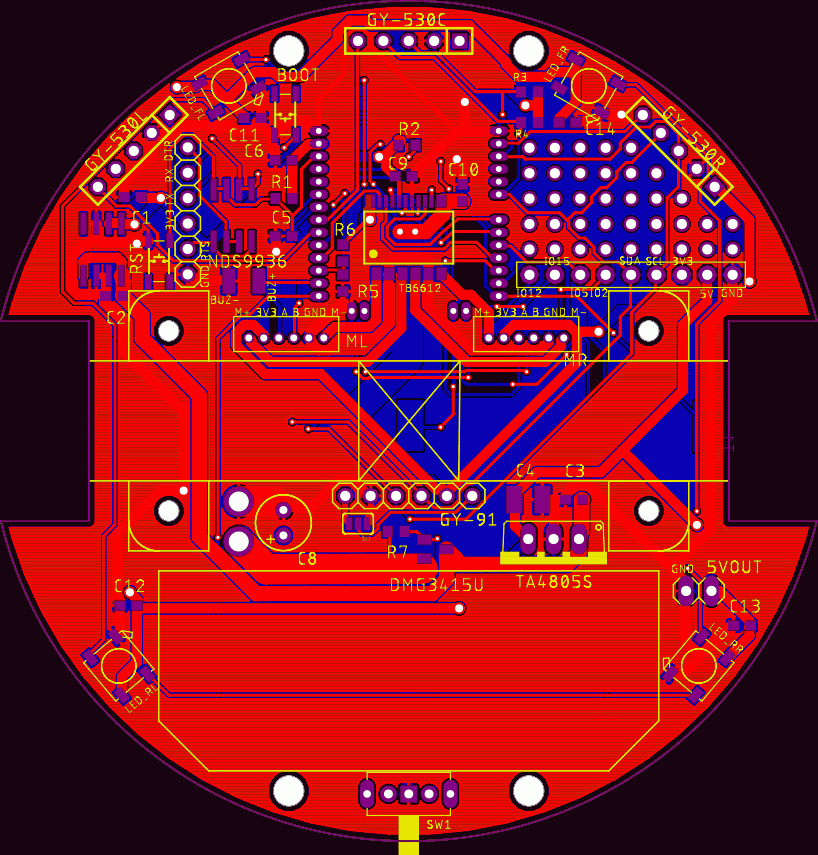 GY-530C
LED_FR
BOOT
R3
LED_FL
GY-530L
GY-530R
C11
R2
R4
C14
C6
C9
C10
DTR
RX
TX
3V3
R1
C1
C5
R6
RST
RTS
GND
NDS9936
IO15
SDA SCL 3V3
BUZ-
BUZ+
R5
TB6612
IO12
IO5 IO2
5V GND
C2
M+ 3V3 A B GND M-
M+ 3V3 A B GND M-
ML
MR
C4
C3
GY-91
R7
C8
+
DMG3415U
TA4805S
GND
5VOUT
C12
C13
LED_RL
LED_RR
SW1